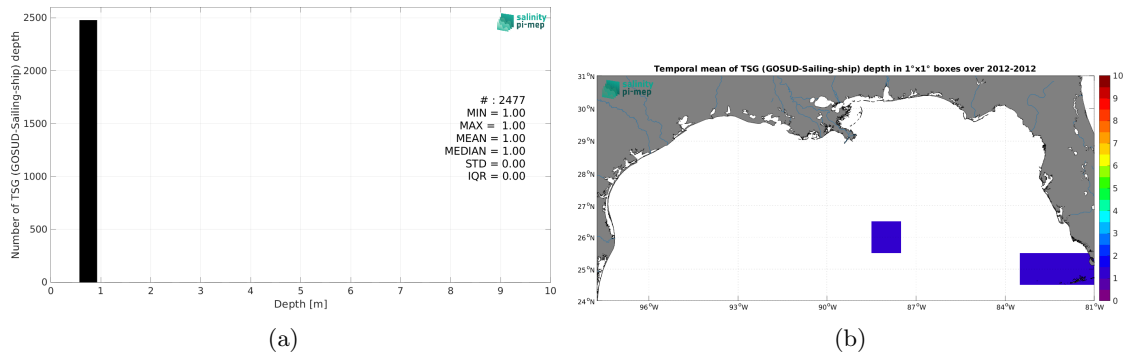 2500
2000
1500
1000
500
0
Number of TSG (GOSUD-Sailing-ship) depth
salinity
pi-mep
# : 2477
MIN = 1.00
MAX = 1.00
MEAN = 1.00
MEDIAN = 1.00
STD = 0.00
IQR = 0.00
0 1 2 3 4 5 6 7 8 9 10
Depth [m]
(a)
Temporal mean of TSG (GOSUD-Sailing-ship) depth in 1°x1° boxes over 2012-2012
salinity
pi-mep
31°N
30°N
29°N
28°N
27°N
26°N
25°N
24°N
96°W 93°W 90°W 87°W 84°W 81°W
10
9
8
7
6
5
4
3
2
1
0
(b)